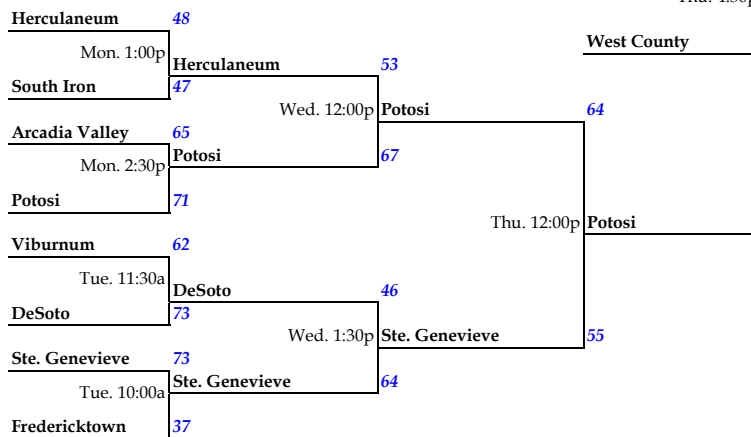 Thu. 4:30p
Herculaneum 48
West County
Mon. 1:00p
Herculaneum 53
South Iron 47
Wed. 12:00p Potosi 64
Arcadia Valley 65
Potosi 67
Mon. 2:30p
Potosi 71
Thu. 12:00p Potosi
Viburnum 62
Tue. 11:30a
DeSoto 46
DeSoto 73
Wed. 1:30p Ste. Genevieve 55
Ste. Genevieve 73
Ste. Genevieve 64
Tue. 10:00a
Fredericktown 37